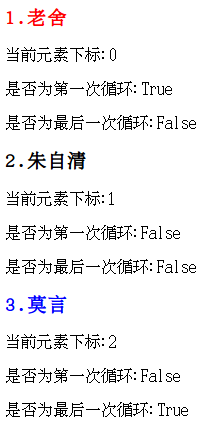 1.老舍
当前元素下标:0
是否为第一次循环:True
是否为最后一次循环:False
2.朱自清
当前元素下标:1
是否为第一次循环:False
是否为最后一次循环:False
3.莫言
当前元素下标:2
是否为第一次循环:False
是否为最后一次循环:True